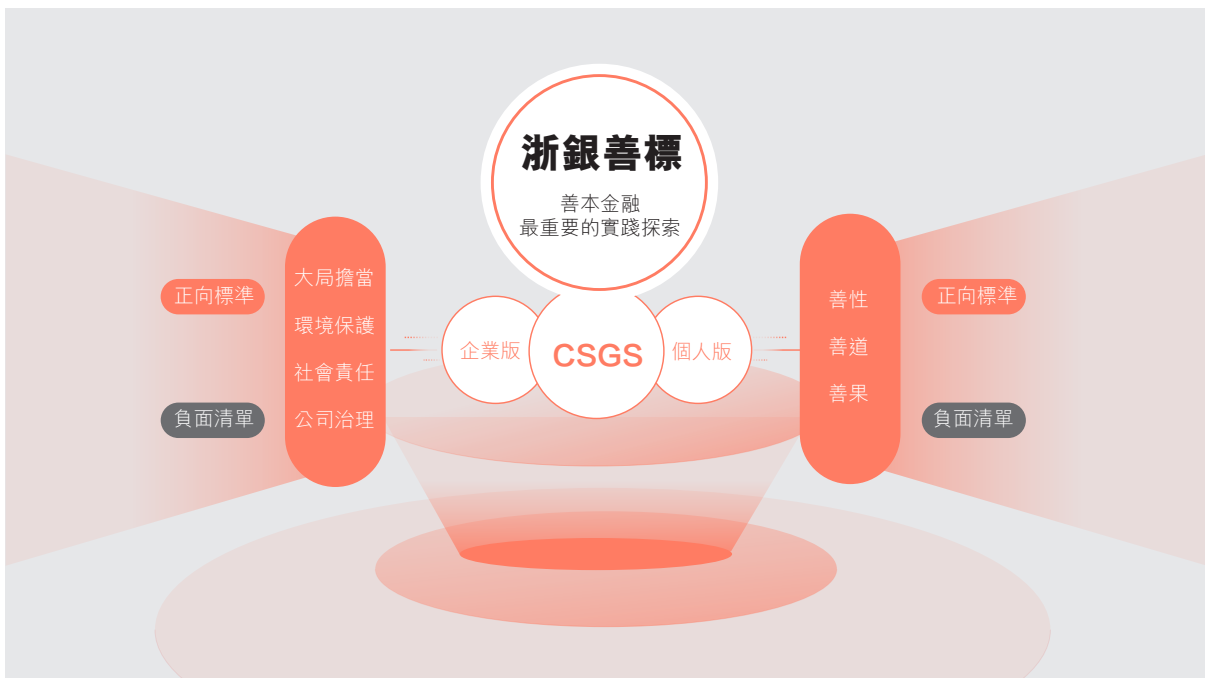 浙銀善標
善本金融
最重要的實踐探索
正向標準
負面清單
大局擔當
環境保護
社會責任
公司治理
企業版
CSGS
個人版
善性
善道
善果
正向標準
負面清單